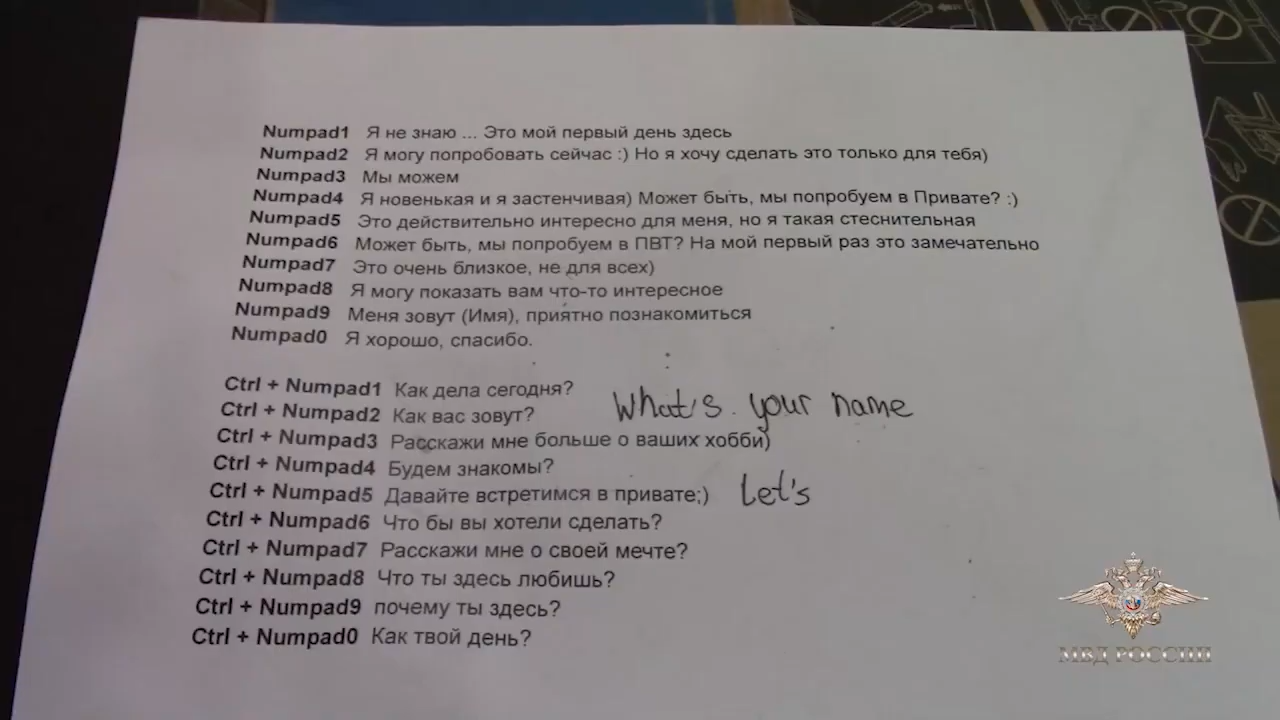 Numpad1 Я не знаю ... Это мой первый день здесь
Numpad2 Я могу попробовать сейчас :) Но я хочу сделать это только для тебя)
Numpad3 Мы можем
Numpad4 Я новенькая и я застенчивая) Может быть, мы попробуем в Привате? :)
Numpad5 Это действительно интересно для меня, но я такая стеснительная
Numpad6 Может быть, мы попробуем в ПВТ? На мой первый раз это замечательно
Numpad7 Это очень близкое, не для всех)
Numpad8 Я могу показать вам что-то интересное
Numpad9 Меня зовут (Имя), приятно познакомиться
Numpad0 Я хорошо, спасибо.
Ctrl + Numpad1 Как дела сегодня?
Ctrl + Numpad2 Как вас зовут? What's your name
Ctrl + Numpad3 Расскажи мне больше о ваших хобби)
Ctrl + Numpad4 Будем знакомы?
Ctrl + Numpad5 Давайте встретимся в привате;) Let's
Ctrl + Numpad6 Что бы вы хотели сделать?
Ctrl + Numpad7 Расскажи мне о своей мечте?
Ctrl + Numpad8 Что ты здесь любишь?
Ctrl + Numpad9 почему ты здесь?
Ctrl + Numpad0 Как твой день?
МВД РОССИИ